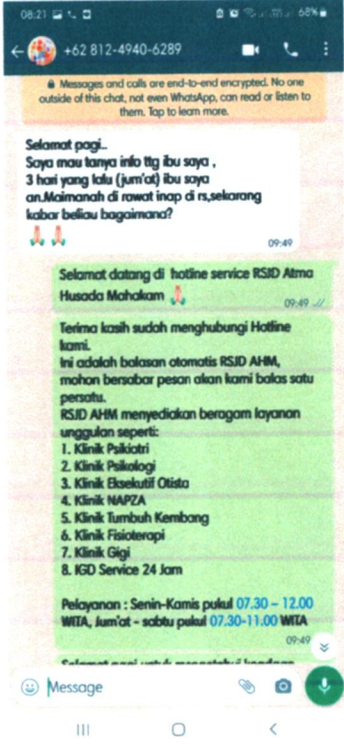 08:21
68%
+62 812-4940-6289
Messages and calls are end-to-end encrypted. No one
outside of this chat, not even WhatsApp, can read or listen to
them. Tap to learn more.
Selamat pagi...
Saya mau tanya info ttg ibu saya ,
3 hari yang lalu (jum'at) ibu saya
an.Maimanah di rawat inap di rs,sekarang
kabar beliau bagaimana?
09:49
Selamat datang di hotline service RSJD Atma
Husada Mahakam
09:49
Terima kasih sudah menghubungi Hotline
kami.
Ini adalah balasan otomatis RSJD AHM,
mohon bersabar pesan akan kami balas satu
persatu.
RSJD AHM menyediakan beragam layanan
unggulan seperti:
1. Klinik Psikiatri
2. Klinik Psikologi
3. Klinik Eksekutif Otista
4. Klinik NAPZA
5. Klinik Tumbuh Kembang
6. Klinik Fisioterapi
7. Klinik Gigi
8. IGD Service 24 Jam
Pelayanan : Senin-Kamis pukul 07.30 – 12.00
WITA, Jum'at - sabtu pukul 07.30-11.00 WITA
09:49
Message